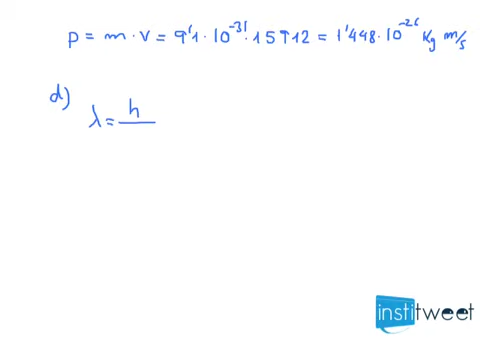 p = m · v = 9'1 · 10^-31 · 15912 = 1'448 · 10^-26 Kg m/s
d)
λ = h/
institweet